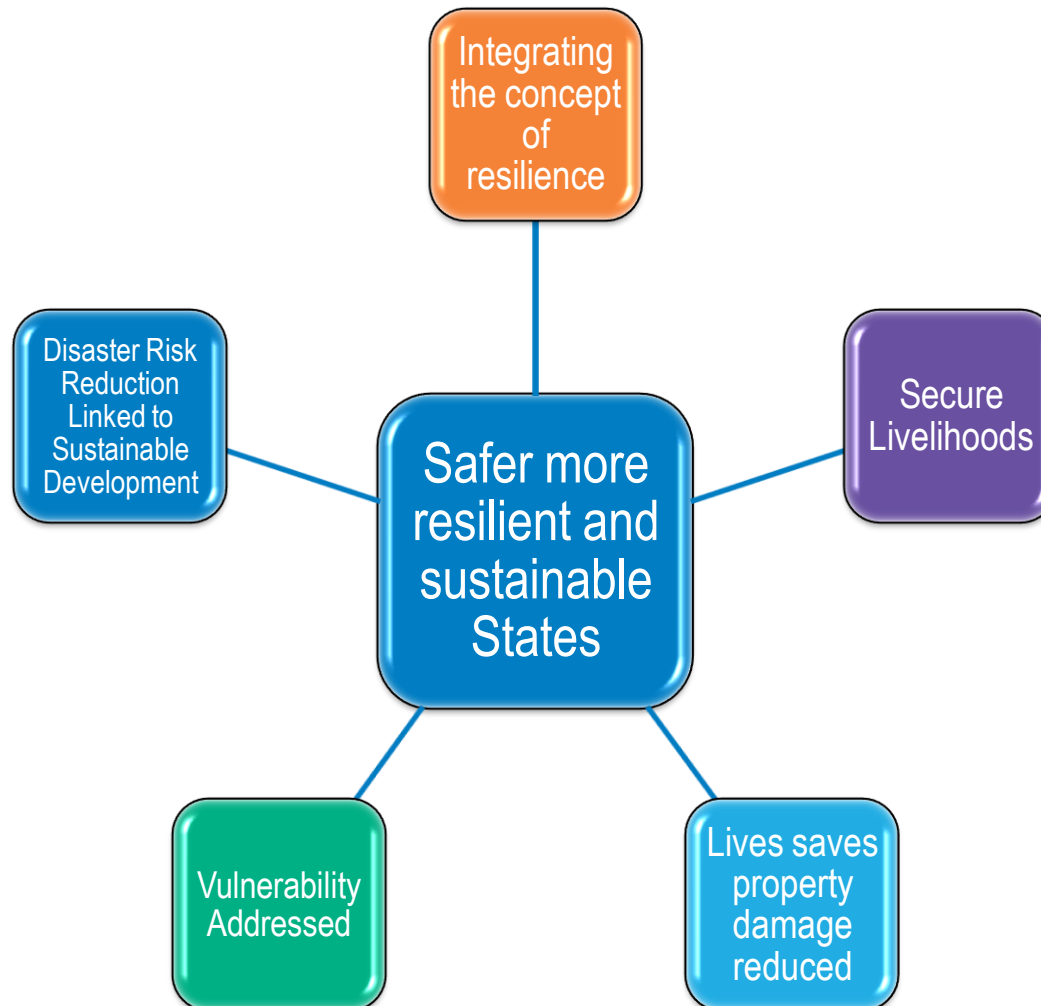 Integrating
the concept
of
resilience
Disaster Risk
Reduction
Linked to
Sustainable
Development
Secure
Livelihoods
Safer more
resilient and
sustainable
States
Vulnerability
Addressed
Lives saves
property
damage
reduced